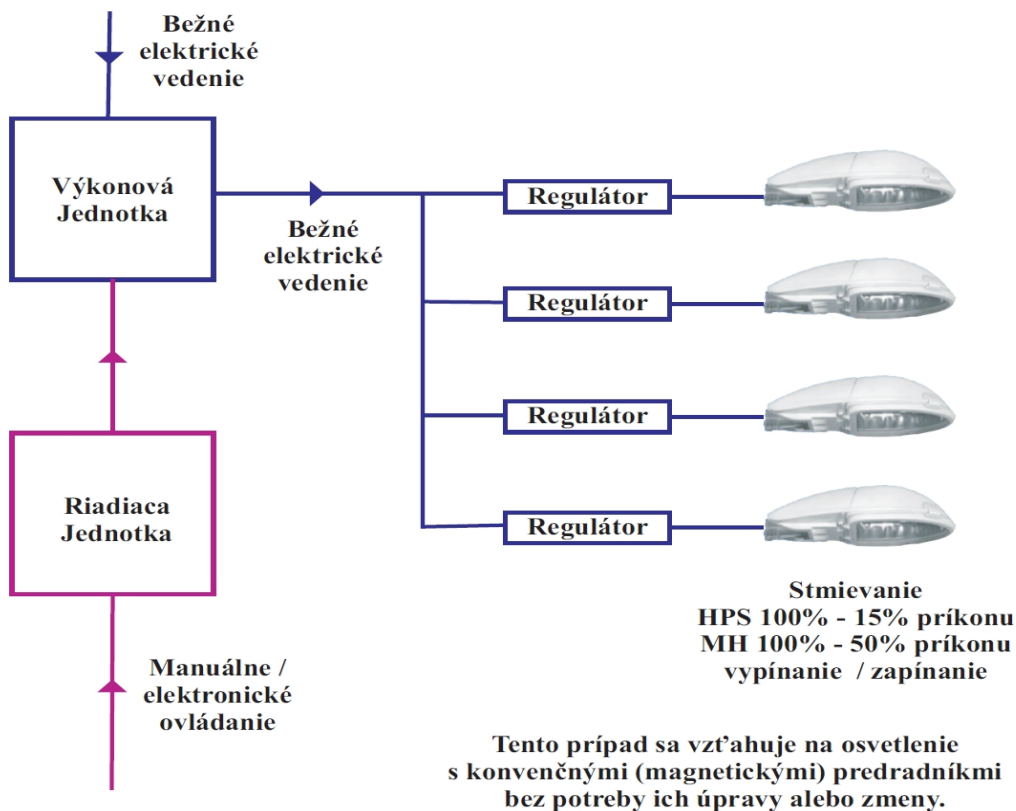 Bežné
elektrické
vedenie
Výkonová
Jednotka
Bežné
elektrické
vedenie
Regulátor
Regulátor
Regulátor
Regulátor
Riadiaca
Jednotka
Manuálne /
elektronické
ovládanie
Stmievanie
HPS 100% - 15% príkonu
MH 100% - 50% príkonu
vypínanie / zapínanie
Tento prípad sa vzťahuje na osvetlenie
s konvenčnými (magnetickými) predradníkmi
bez potreby ich úpravy alebo zmeny.